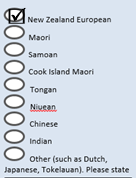 New Zealand European
Maori
Samoan
Cook Island Maori
Tongan
Niuean
Chinese
Indian
Other (such as Dutch,
Japanese, Tokelauan). Please state